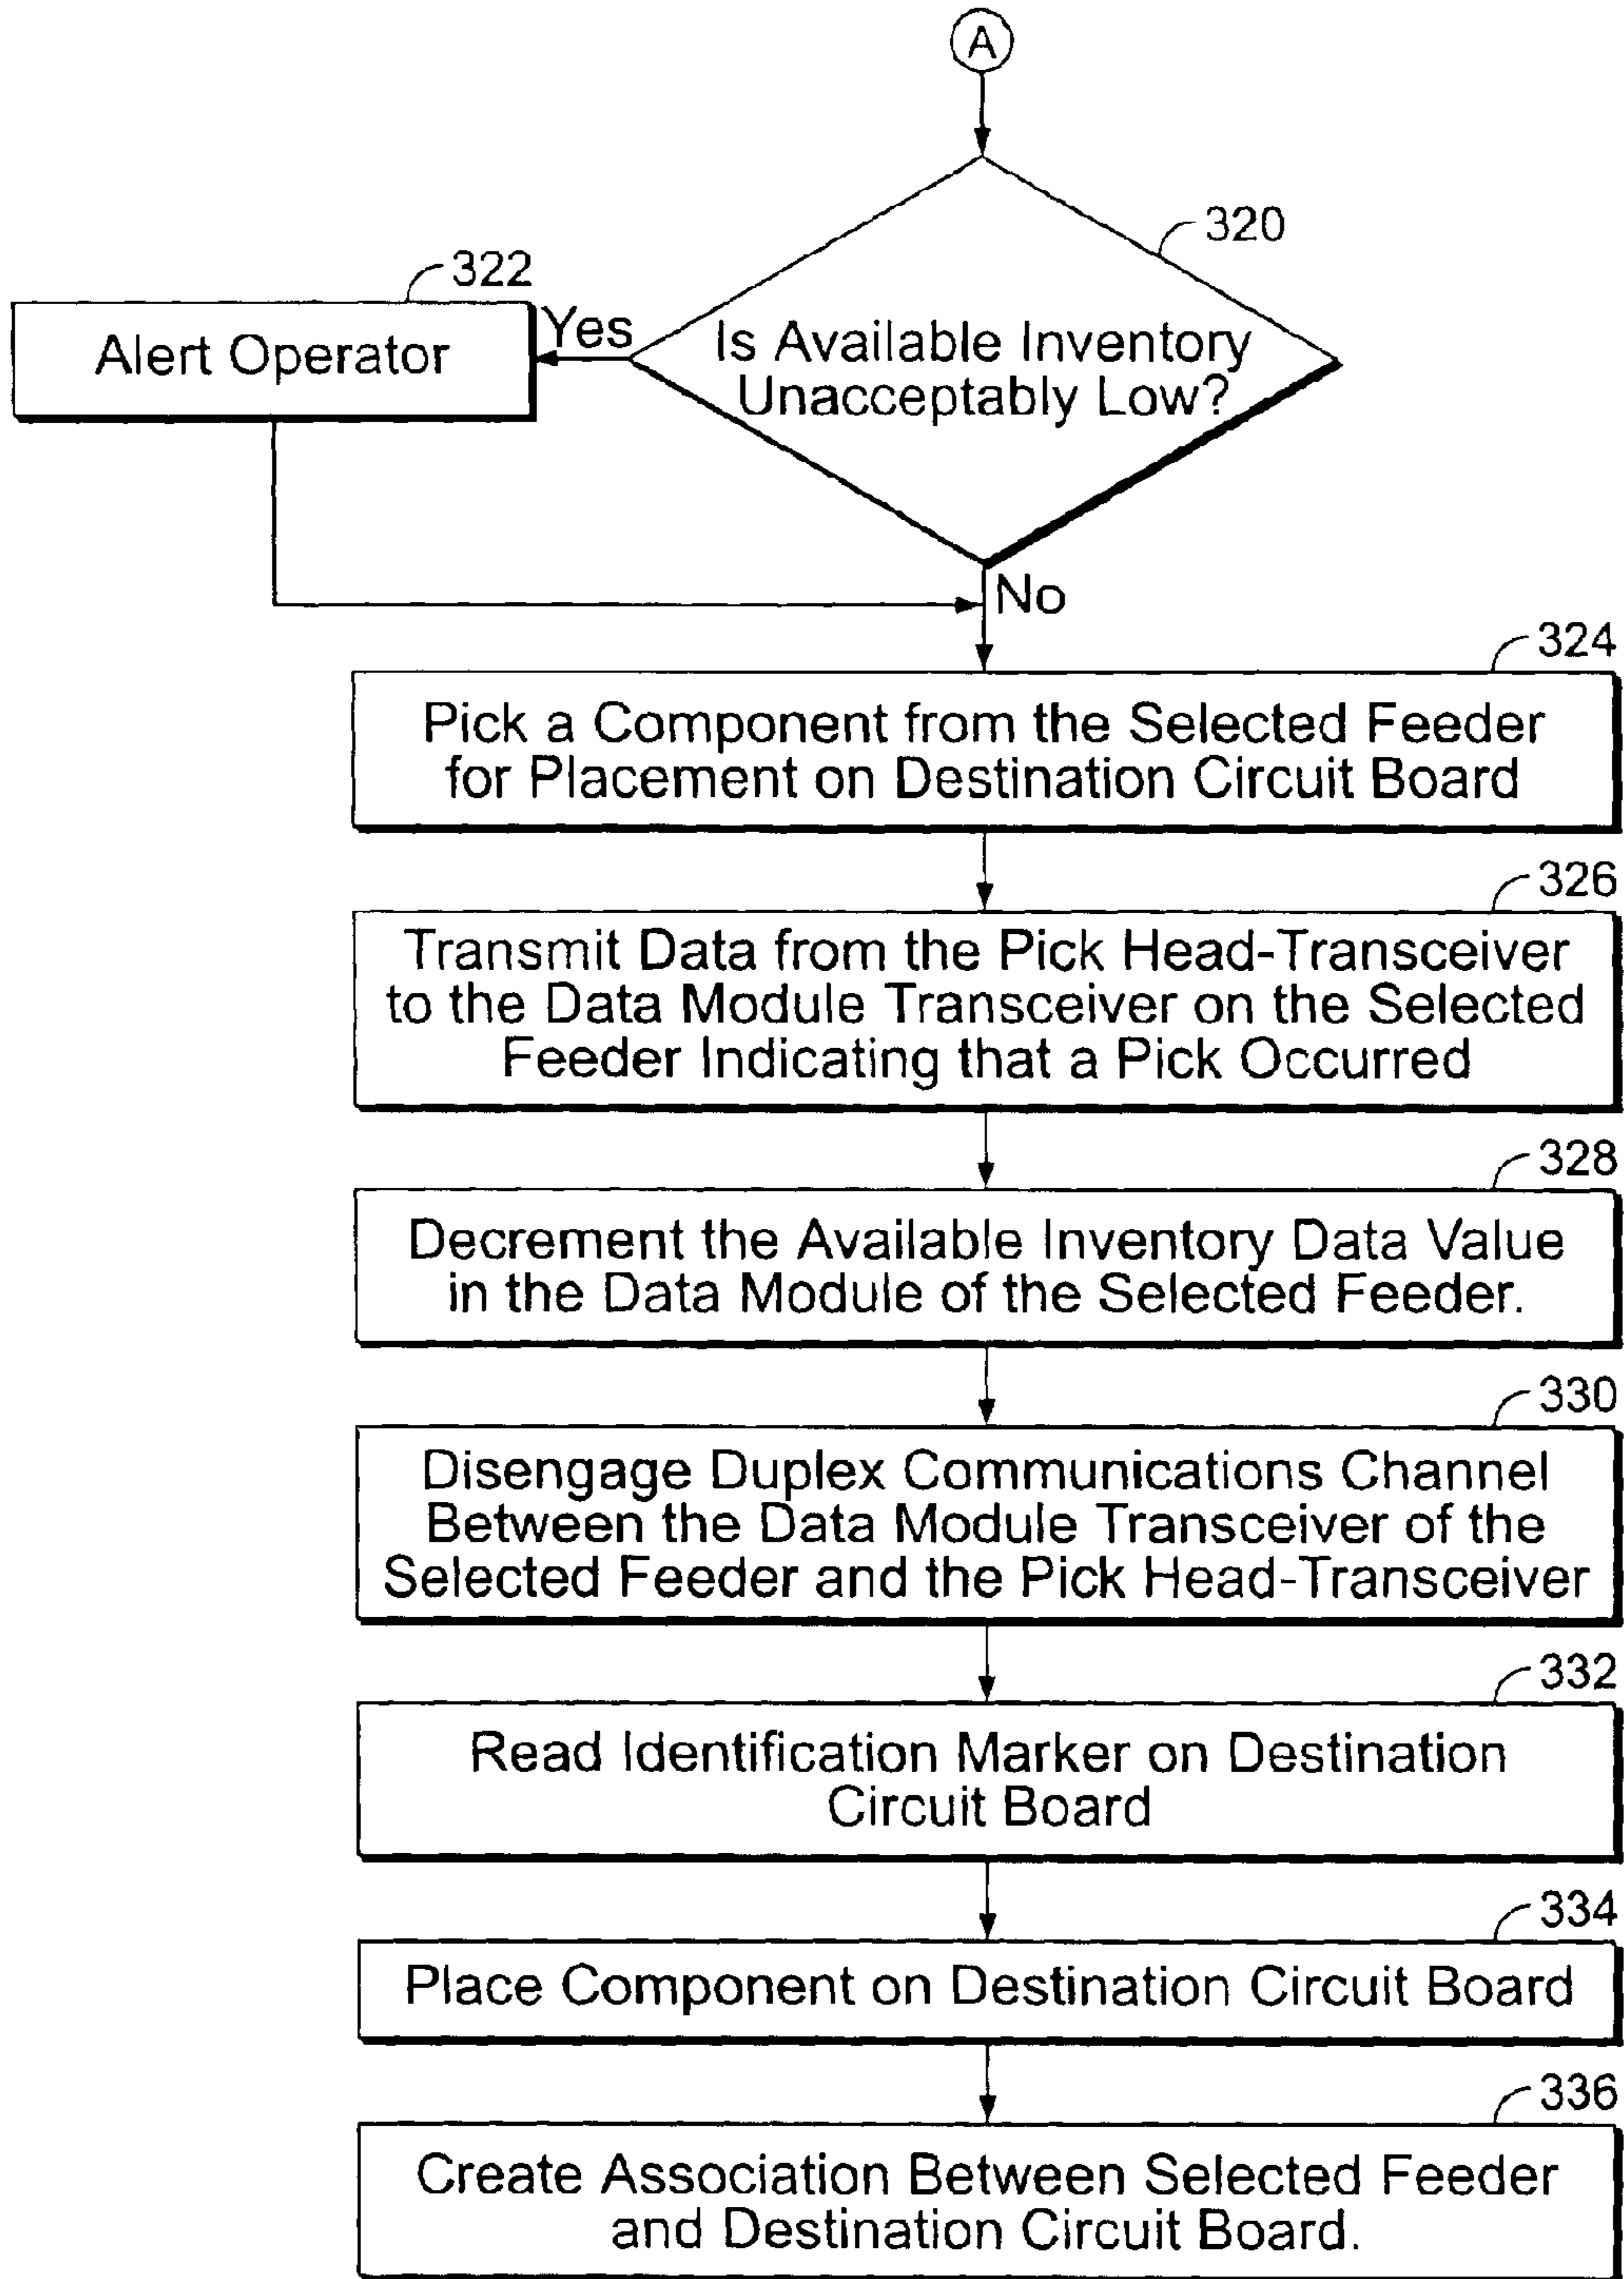 A
320
322
Yes
Alert Operator
Is Available Inventory
Unacceptably Low?
No
324
Pick a Component from the Selected Feeder
for Placement on Destination Circuit Board
326
Transmit Data from the Pick Head-Transceiver
to the Data Module Transceiver on the Selected
Feeder Indicating that a Pick Occurred
328
Decrement the Available Inventory Data Value
in the Data Module of the Selected Feeder.
330
Disengage Duplex Communications Channel
Between the Data Module Transceiver of the
Selected Feeder and the Pick Head-Transceiver
332
Read Identification Marker on Destination
Circuit Board
334
Place Component on Destination Circuit Board
336
Create Association Between Selected Feeder
and Destination Circuit Board.